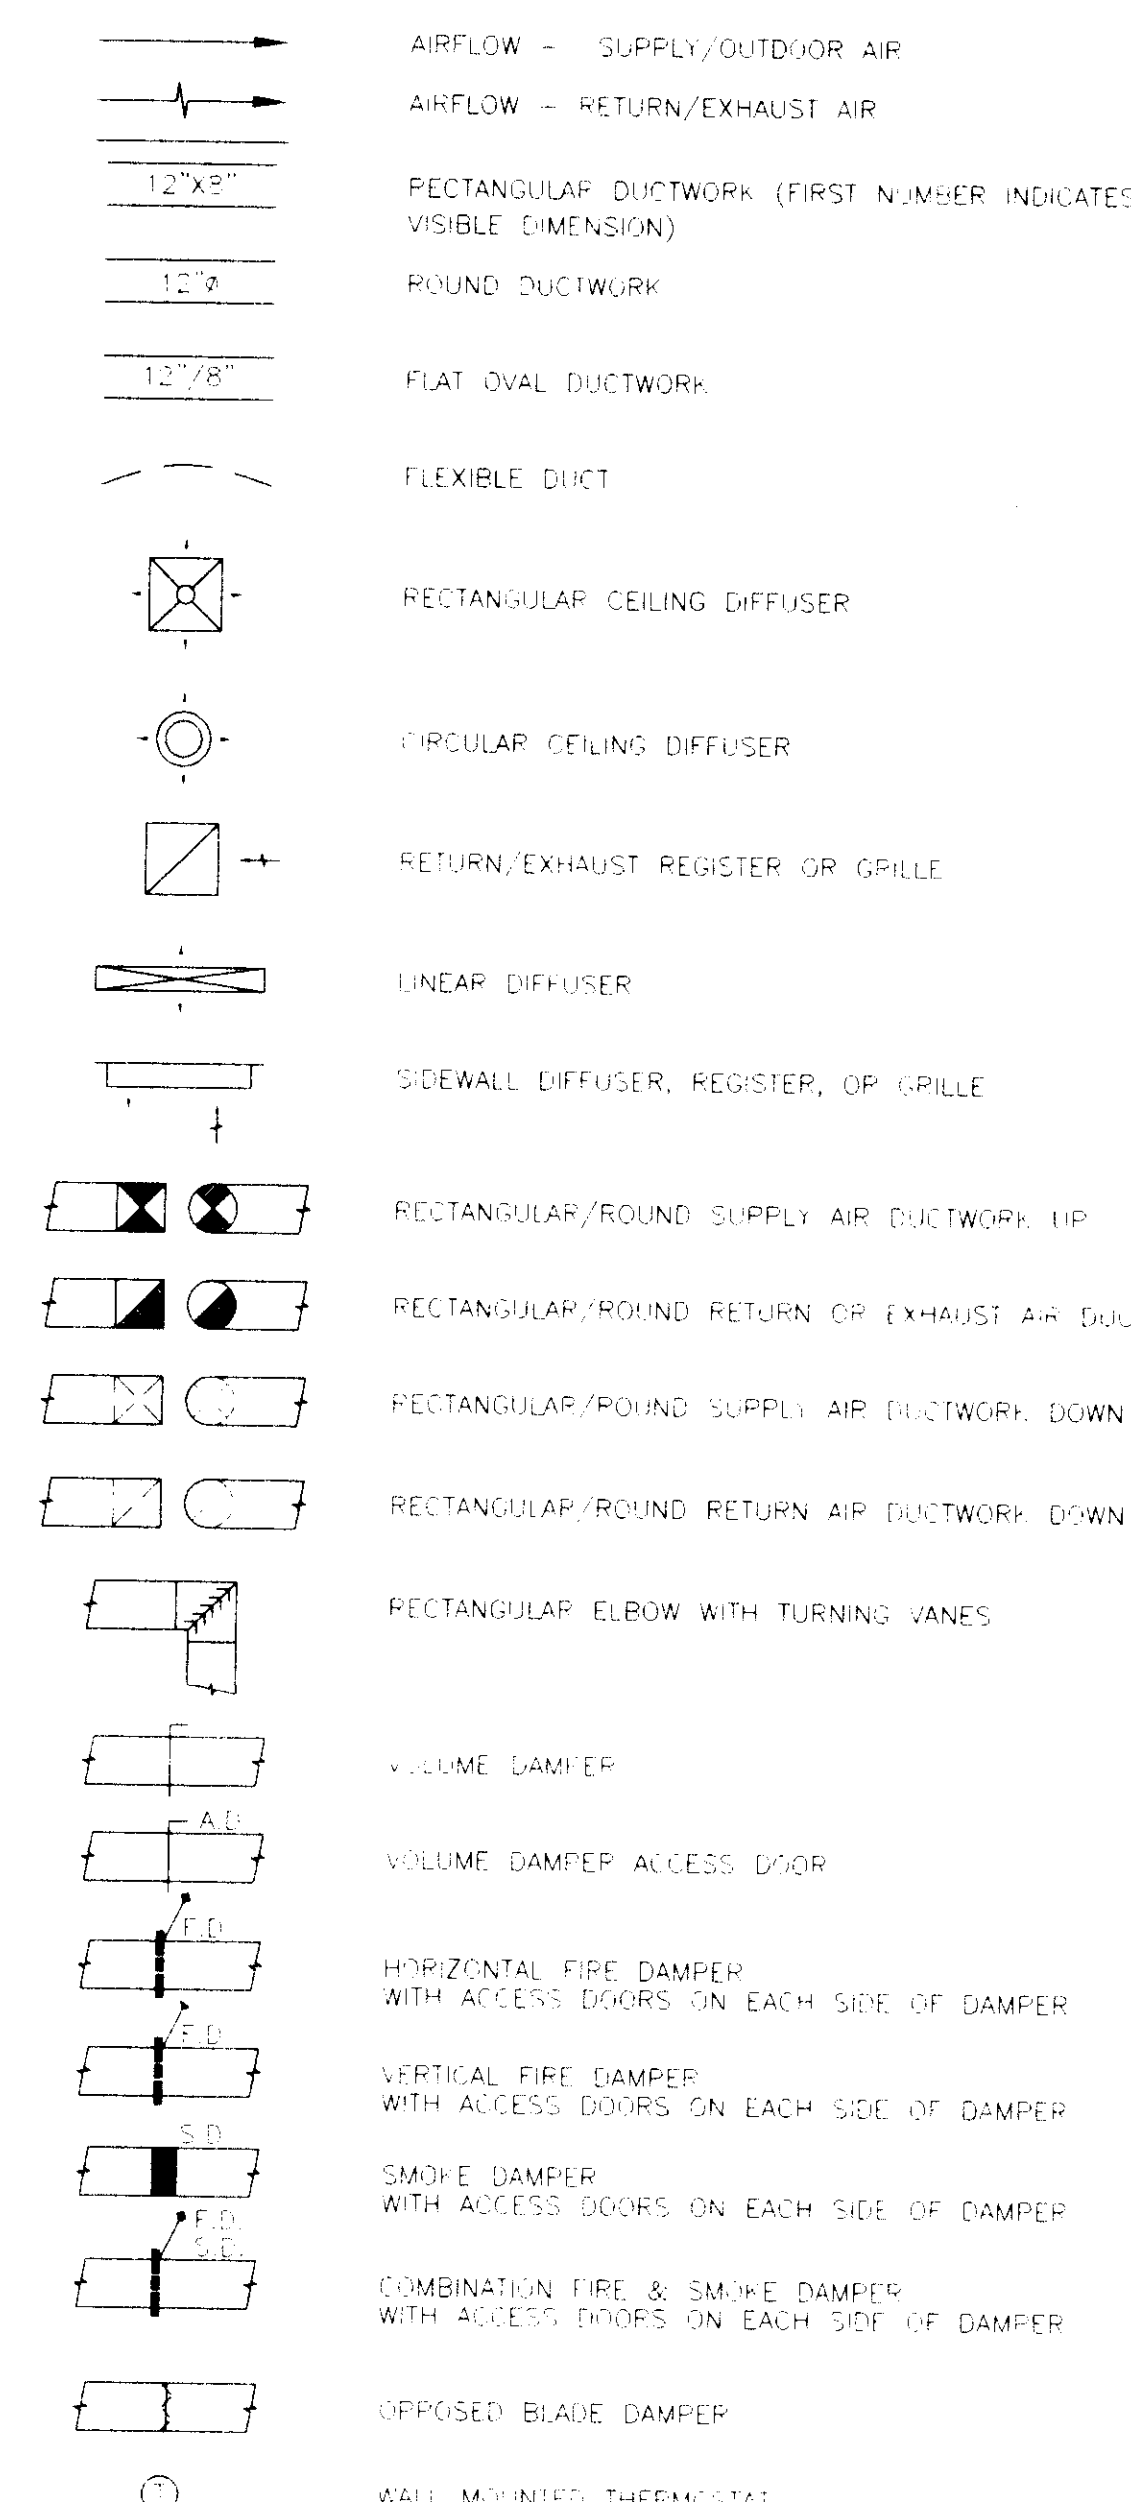 AIRFLOW - SUPPLY/OUTDOOR AIR
AIRFLOW - RETURN/EXHAUST AIR
12"X8"
RECTANGULAR DUCTWORK (FIRST NUMBER INDICATES
VISIBLE DIMENSION)
12"ø
ROUND DUCTWORK
12"/8"
FLAT OVAL DUCTWORK
FLEXIBLE DUCT
RECTANGULAR CEILING DIFFUSER
CIRCULAR CEILING DIFFUSER
RETURN/EXHAUST REGISTER OR GRILLE
LINEAR DIFFUSER
SIDEWALL DIFFUSER, REGISTER, OR GRILLE
RECTANGULAR/ROUND SUPPLY AIR DUCTWORK UP
RECTANGULAR/ROUND RETURN OR EXHAUST AIR
RECTANGULAR/ROUND SUPPLY AIR DUCTWORK DOWN
RECTANGULAR/ROUND RETURN AIR DUCTWORK DOWN
RECTANGULAR ELBOW WITH TURNING VANES
VOLUME DAMPER
A.D.
VOLUME DAMPER ACCESS DOOR
F.D.
HORIZONTAL FIRE DAMPER
WITH ACCESS DOORS ON EACH SIDE OF DAMPER
F.D.
VERTICAL FIRE DAMPER
WITH ACCESS DOORS ON EACH SIDE OF DAMPER
S.D.
SMOKE DAMPER
WITH ACCESS DOORS ON EACH SIDE OF DAMPER
F.D.
S.D.
COMBINATION FIRE & SMOKE DAMPER
WITH ACCESS DOORS ON EACH SIDE OF DAMPER
OPPOSED BLADE DAMPER
T
WALL MOUNTED THERMOSTAT